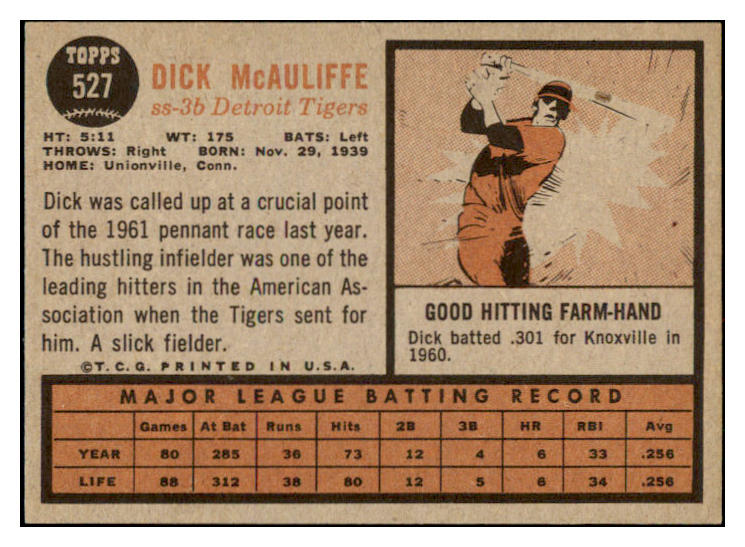 TOPPS
527
DICK McAULIFFE
ss-3b Detroit Tigers
HT: 5:11 WT: 175 BATS: Left
THROWS: Right BORN: Nov. 29, 1939
HOME: Unionville, Conn.
Dick was called up at a crucial point
of the 1961 pennant race last year.
The hustling infielder was one of the
leading hitters in the American As-
sociation when the Tigers sent for
him. A slick fielder.
©T.C.G. PRINTED IN U.S.A.
GOOD HITTING FARM-HAND
Dick batted .301 for Knoxville in
1960.
MAJOR LEAGUE BATTING RECORD
Games At Bat Runs Hits 2B 3B HR RBI Avg
YEAR 80 285 36 73 12 4 6 33 .256
LIFE 88 312 38 80 12 5 6 34 .256